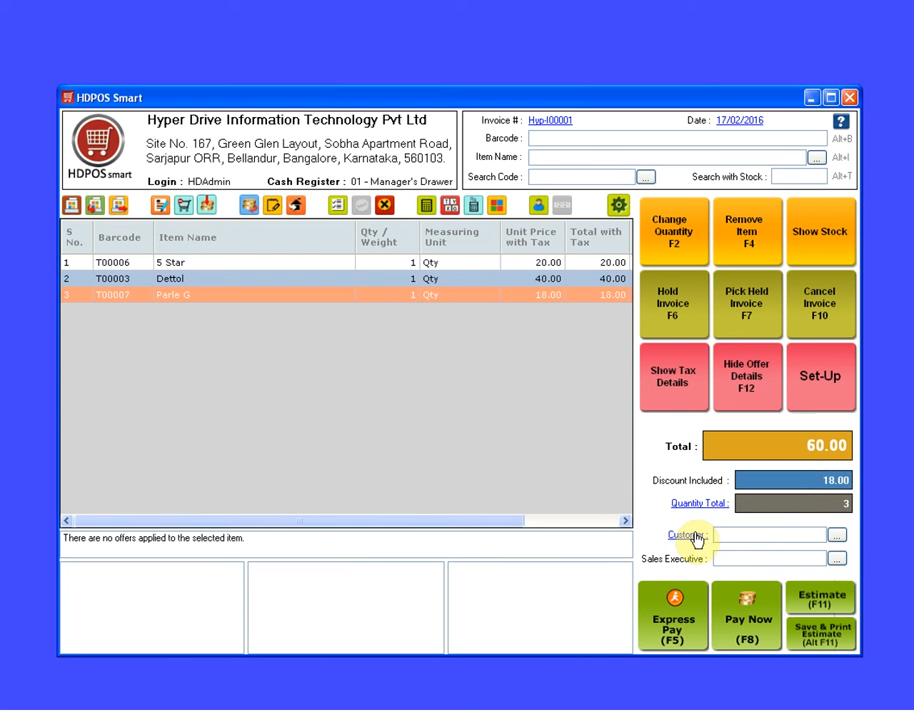 HDPOS Smart
Hyper Drive Information Technology Pvt Ltd
Site No. 167, Green Glen Layout, Sobha Apartment Road,
Sarjapur ORR, Bellandur, Bangalore, Karnataka, 560103.
HDPOS smart
Login : HDAdmin Cash Register : 01 - Manager's Drawer
Invoice # : Hyp-I00001 Date : 17/02/2016 ?
Barcode : Alt+B
Item Name : ... Alt+I
Search Code : ... Search with Stock : Alt+T
S No. Barcode Item Name Qty / Weight Measuring Unit Unit Price with Tax Total with Tax
1 T00006 5 Star 1 Qty 20.00 20.00
2 T00003 Dettol 1 Qty 40.00 40.00
3 T00007 Parle G 1 Qty 18.00 18.00
Change Quantity F2
Remove Item F4
Show Stock
Hold Invoice F6
Pick Held Invoice F7
Cancel Invoice F10
Show Tax Details
Hide Offer Details F12
Set-Up
Total : 60.00
Discount Included : 18.00
Quantity Total : 3
Customer : ...
Sales Executive : ...
There are no offers applied to the selected item.
Express Pay (F5)
Pay Now (F8)
Estimate (F11)
Save & Print Estimate (Alt F11)